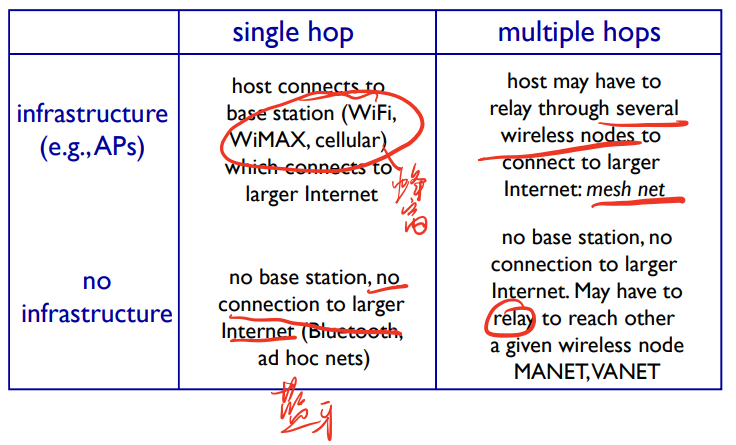 single hop
multiple hops
infrastructure
(e.g., APs)
host connects to
base station (WiFi,
WiMAX, cellular)
which connects to
larger Internet
蜂窝
host may have to
relay through several
wireless nodes to
connect to larger
Internet: mesh net
no
infrastructure
no base station, no
connection to larger
Internet (Bluetooth,
ad hoc nets)
蓝牙
no base station, no
connection to larger
Internet. May have to
relay to reach other
a given wireless node
MANET, VANET